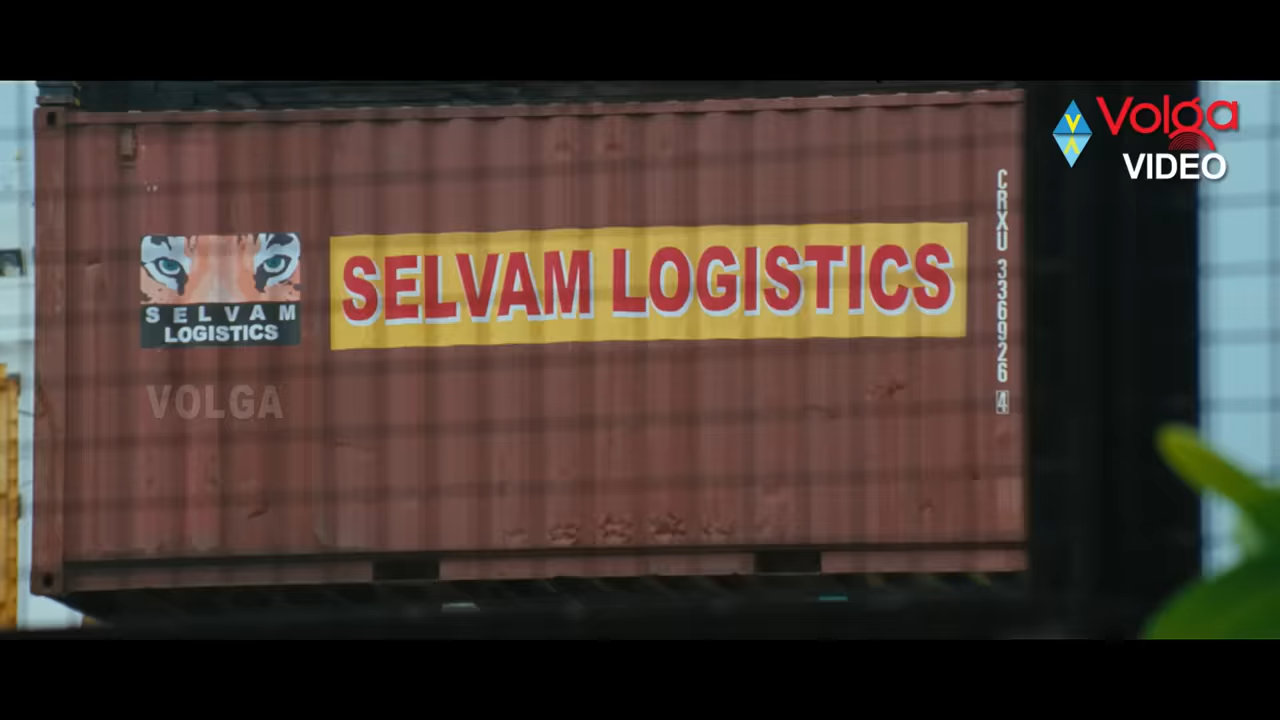 Volga
VIDEO
SELVAM LOGISTICS
SELVAM
LOGISTICS
VOLGA
CRXU 336926 4